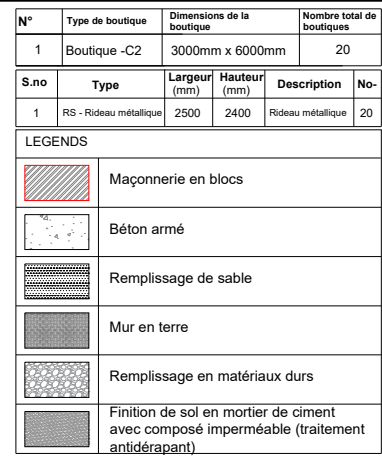 N° Type de boutique Dimensions de la boutique Nombre total de boutiques
1 Boutique -C2 3000mm x 6000mm 20
S.no Type Largeur (mm) Hauteur (mm) Description No-
1 RS - Rideau métallique 2500 2400 Rideau métallique 20
LEGENDS
Maçonnerie en blocs
Béton armé
Remplissage de sable
Mur en terre
Remplissage en matériaux durs
Finition de sol en mortier de ciment
avec composé imperméable (traitement
antidérapant)